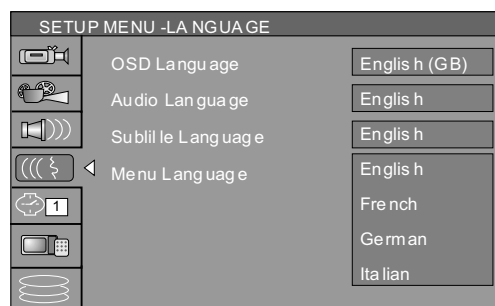 SETUP MENU -LANGUAGE
OSD Language English (GB)
Audio Language English
Sublille Language English
Menu Language English
1
French
German
Italian